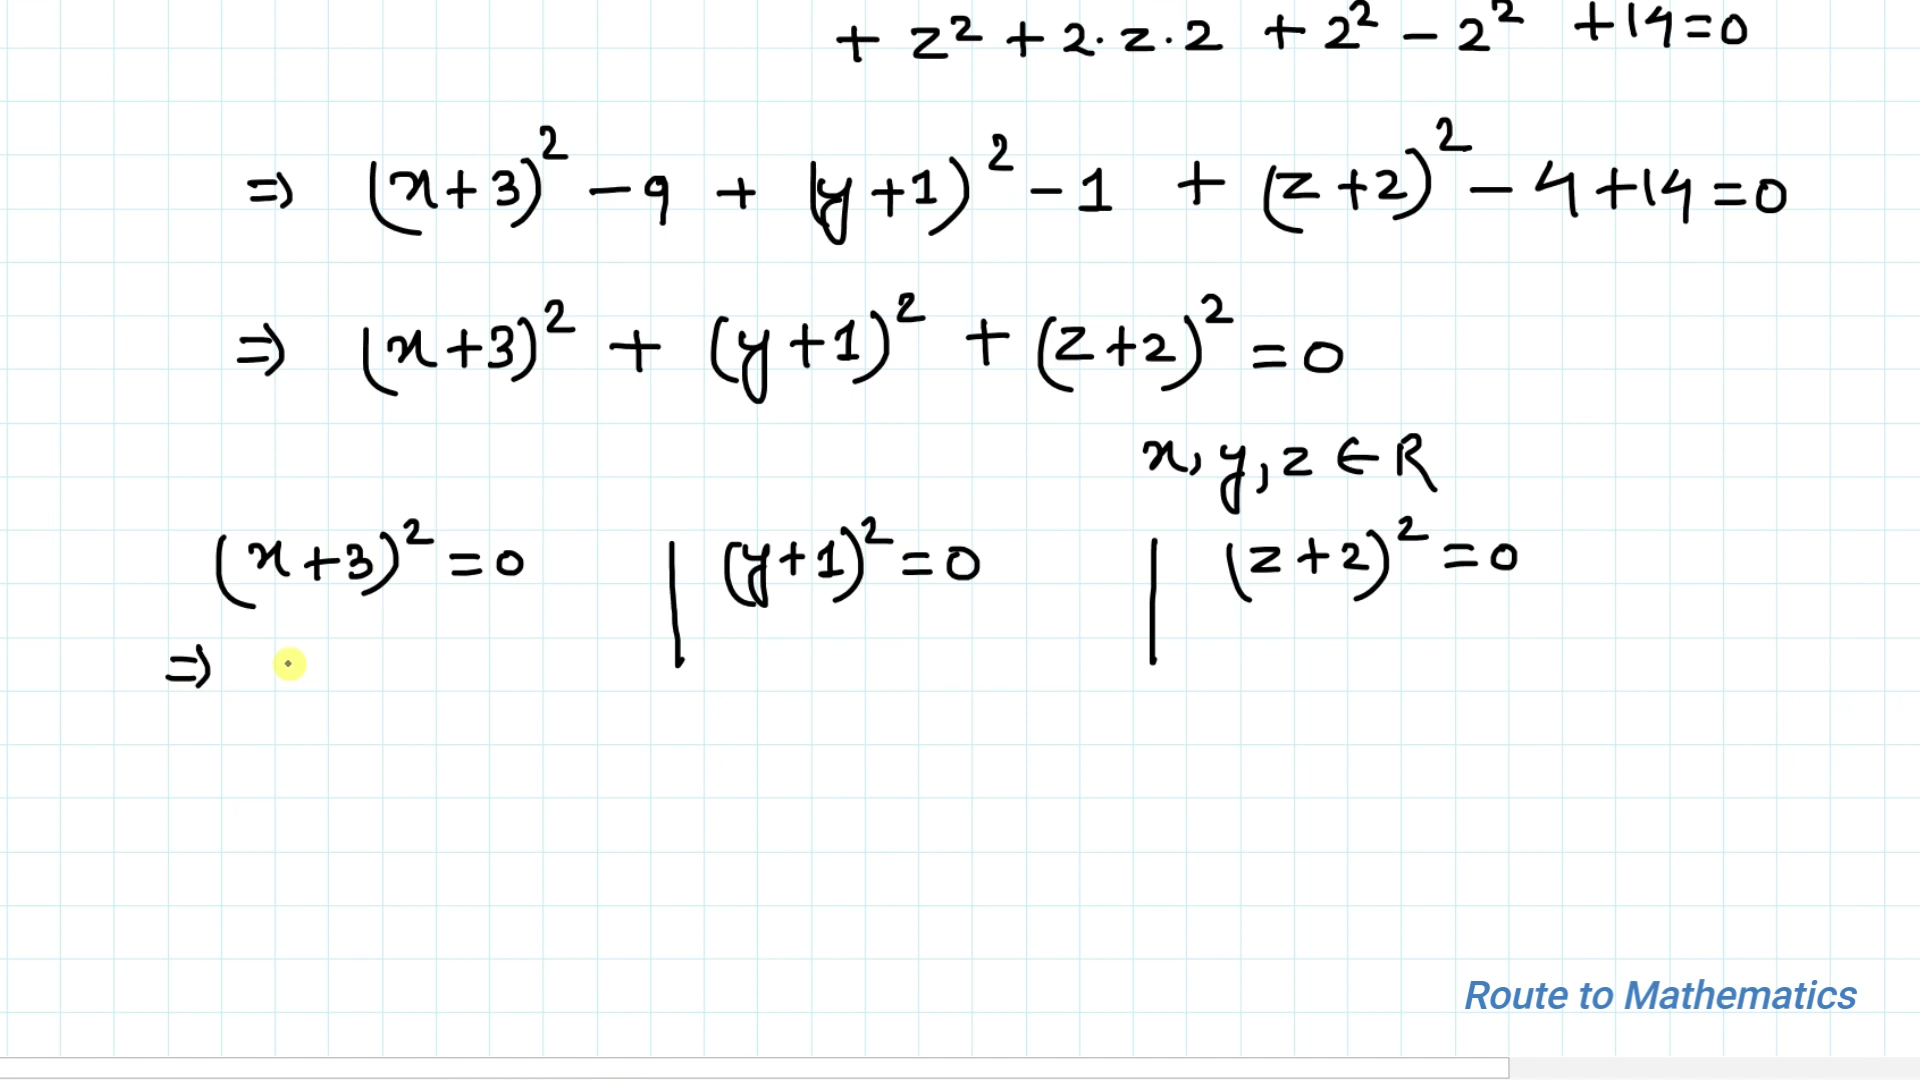 + z² + 2·z·2 + 2² − 2² + 14 = 0
⇒ (x+3)² − 9 + (y+1)² − 1 + (z+2)² − 4 + 14 = 0
⇒ (x+3)² + (y+1)² + (z+2)² = 0
x, y, z ∈ R
(x+3)² = 0 | (y+1)² = 0 | (z+2)² = 0
⇒
Route to Mathematics